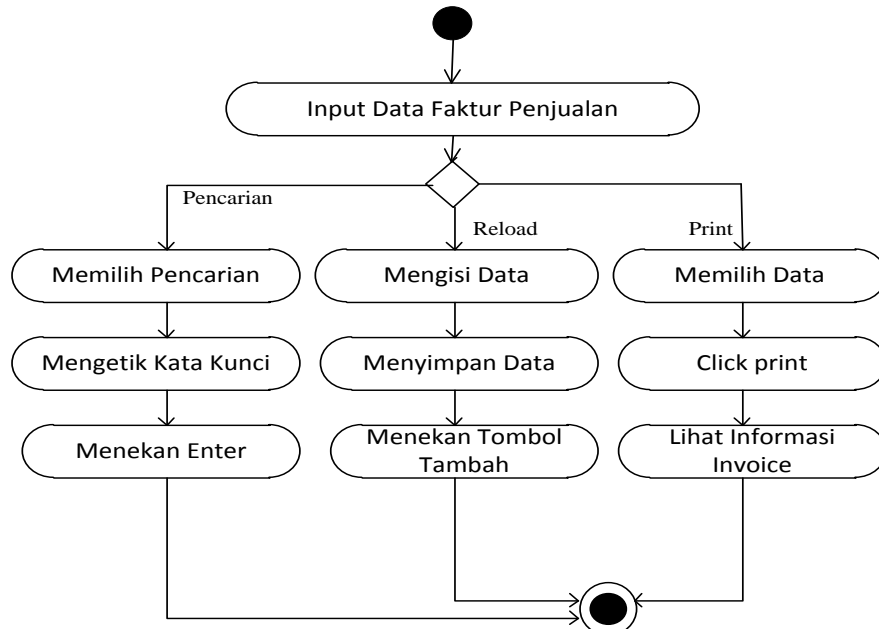 Input Data Faktur Penjualan
Pencarian
Reload
Print
Memilih Pencarian
Mengisi Data
Memilih Data
Mengetik Kata Kunci
Menyimpan Data
Click print
Menekan Enter
Menekan Tombol
Tambah
Lihat Informasi
Invoice